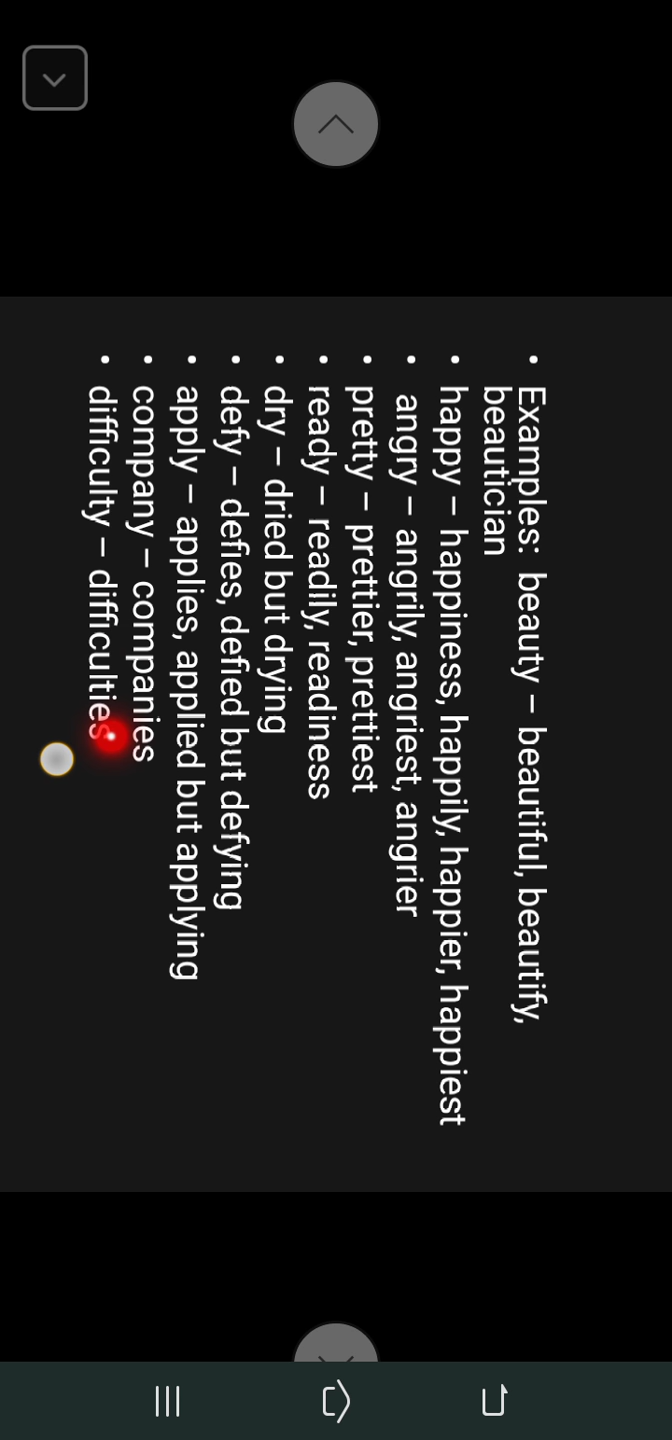 • Examples: beauty – beautiful, beautify,
beautician
• happy – happiness, happily, happier, happiest
• angry – angrily, angriest, angrier
• pretty – prettier, prettiest
• ready – readily, readiness
• dry – dried but drying
• defy – defies, defied but defying
• apply – applies, applied but applying
• company – companies
• difficulty – difficulties